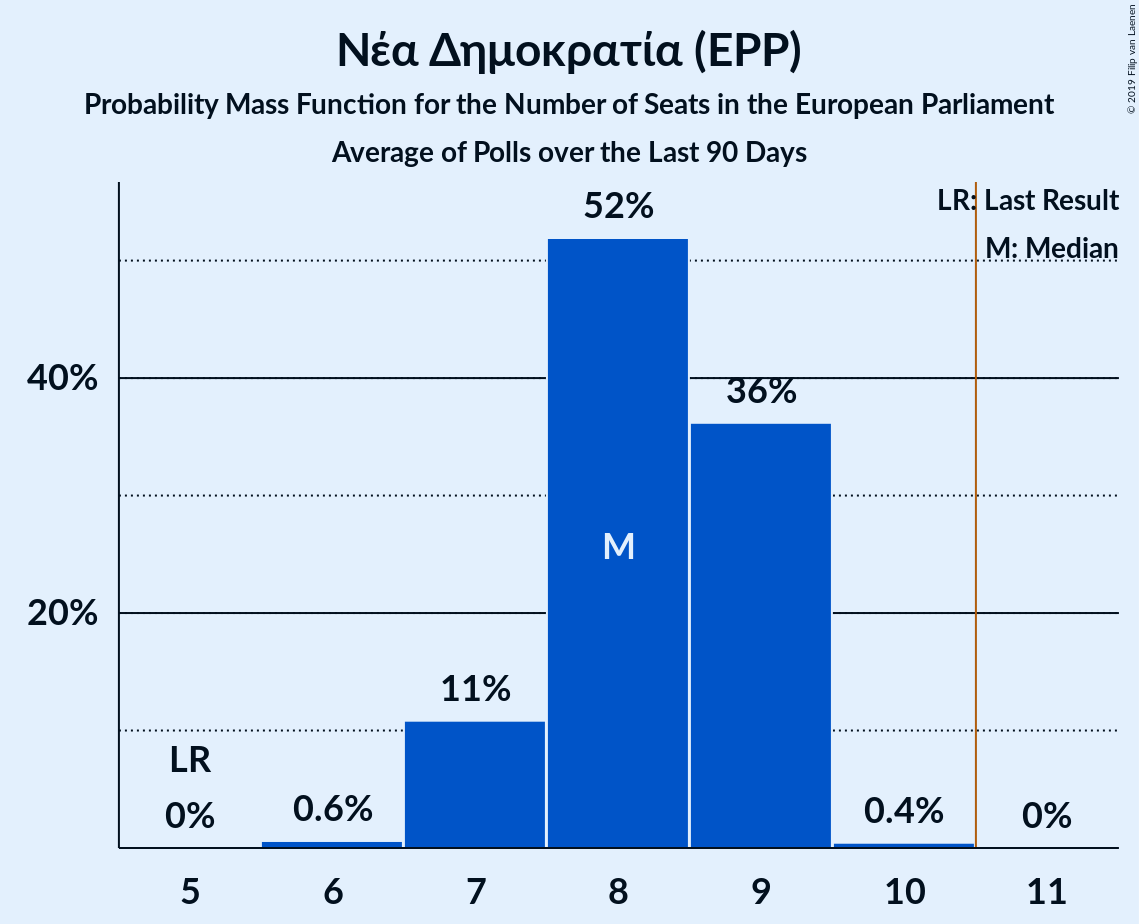 Νέα Δημοκρατία (EPP)
Probability Mass Function for the Number of Seats in the European Parliament
Average of Polls over the Last 90 Days
© 2019 Filip van Laenen
LR: Last Result
M: Median
52%
40%
36%
M
20%
11%
LR
0%
0.6%
0.4%
0%
5 6 7 8 9 10 11